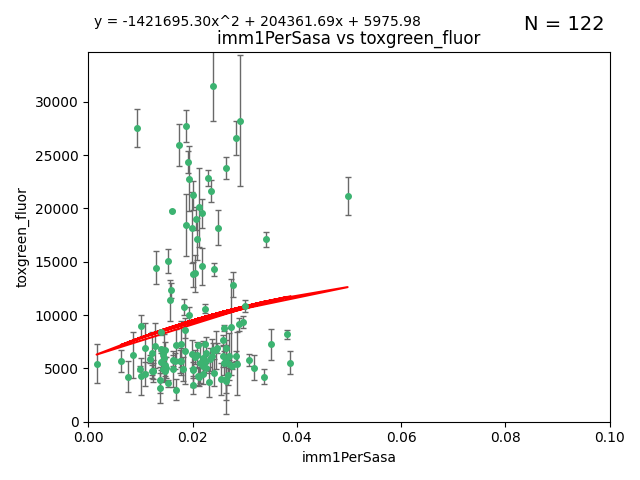 y = -1421695.30x^2 + 204361.69x + 5975.98
N = 122
imm1PerSasa vs toxgreen_fluor
toxgreen_fluor
30000
25000
20000
15000
10000
5000
0
0.00 0.02 0.04 0.06 0.08 0.10
imm1PerSasa